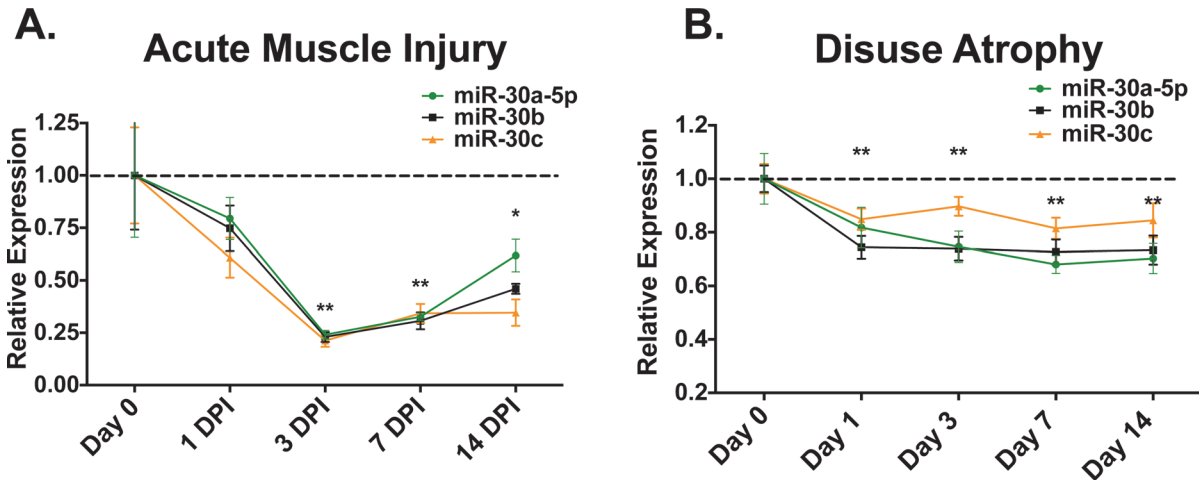 A.
Acute Muscle Injury
miR-30a-5p
miR-30b
miR-30c
Relative Expression
1.25
1.00
0.75
0.50
0.25
0.00
**
**
*
Day 0
1 DPI
3 DPI
7 DPI
14 DPI
B.
Disuse Atrophy
miR-30a-5p
miR-30b
miR-30c
Relative Expression
1.2
1.0
0.8
0.6
0.4
0.2
**
**
**
**
Day 0
Day 1
Day 3
Day 7
Day 14